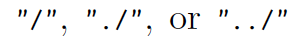 "/", "./", or "../"